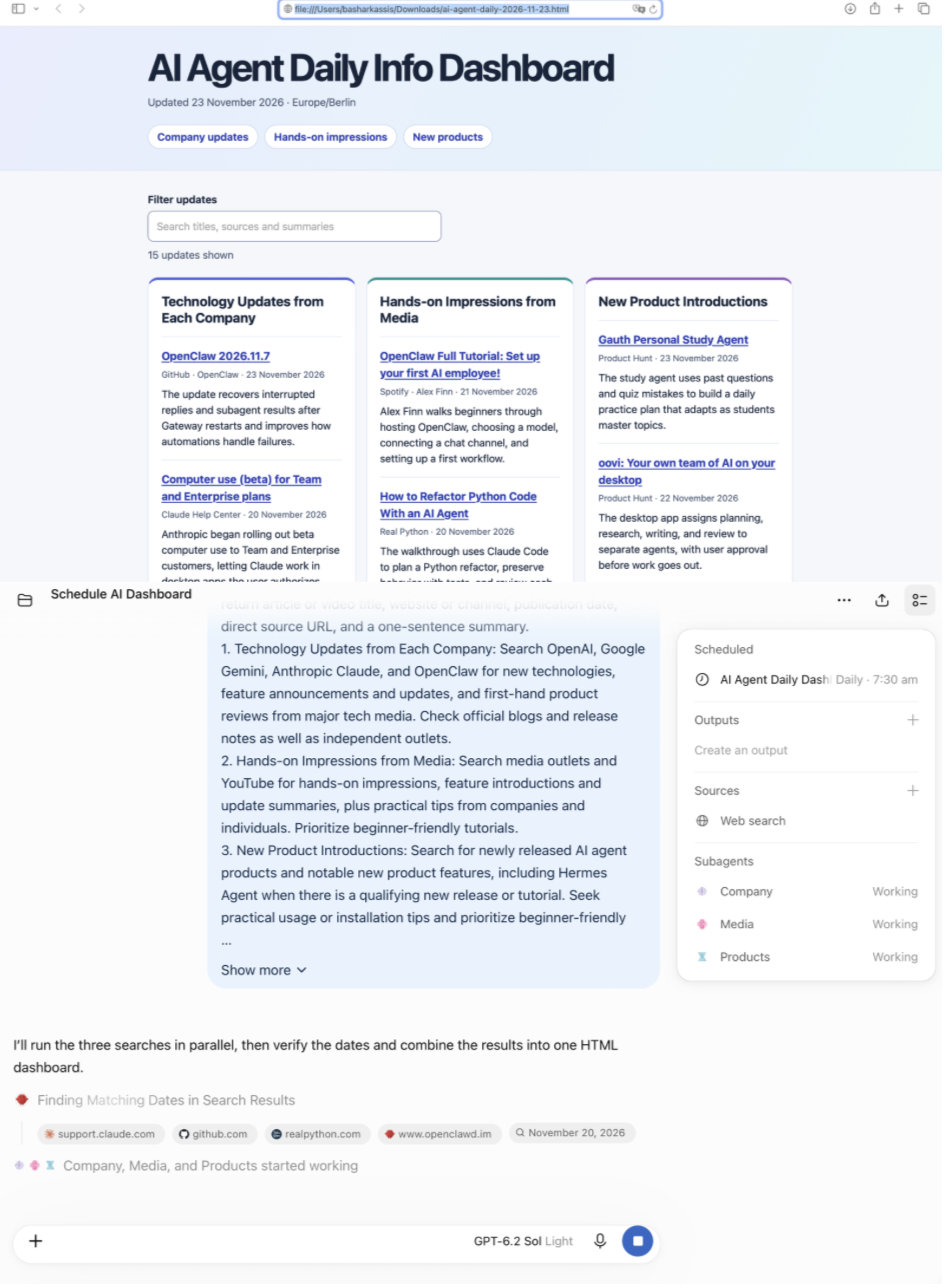 file:///Users/basharkassis/Downloads/ai-agent-daily-2026-11-23.html
AI Agent Daily Info Dashboard
Updated 23 November 2026 · Europe/Berlin
Company updates
Hands-on impressions
New products
Filter updates
Search titles, sources and summaries
15 updates shown
Technology Updates from
Each Company
OpenClaw 2026.11.7
GitHub · OpenClaw · 23 November 2026
The update recovers interrupted
replies and subagent results after
Gateway restarts and improves how
automations handle failures.
Computer use (beta) for Team
and Enterprise plans
Claude Help Center · 20 November 2026
Anthropic began rolling out beta
computer use to Team and Enterprise
customers, letting Claude work in
desktop apps the user authorizes,
Hands-on Impressions from
Media
OpenClaw Full Tutorial: Set up
your first AI employee!
Spotify · Alex Finn · 21 November 2026
Alex Finn walks beginners through
hosting OpenClaw, choosing a model,
connecting a chat channel, and
setting up a first workflow.
How to Refactor Python Code
With an AI Agent
Real Python · 20 November 2026
The walkthrough uses Claude Code
to plan a Python refactor, preserve
behavior with tests, and review each
New Product Introductions
Gauth Personal Study Agent
Product Hunt · 23 November 2026
The study agent uses past questions
and quiz mistakes to build a daily
practice plan that adapts as students
master topics.
oovi: Your own team of AI on your
desktop
Product Hunt · 22 November 2026
The desktop app assigns planning,
research, writing, and review to
separate agents, with user approval
before work goes out.
Schedule AI Dashboard
return article or video title, website or channel, publication date,
direct source URL, and a one-sentence summary.
1. Technology Updates from Each Company: Search OpenAI, Google
Gemini, Anthropic Claude, and OpenClaw for new technologies,
feature announcements and updates, and first-hand product
reviews from major tech media. Check official blogs and release
notes as well as independent outlets.
2. Hands-on Impressions from Media: Search media outlets and
YouTube for hands-on impressions, feature introductions and
update summaries, plus practical tips from companies and
individuals. Prioritize beginner-friendly tutorials.
3. New Product Introductions: Search for newly released AI agent
products and notable new product features, including Hermes
Agent when there is a qualifying new release or tutorial. Seek
practical usage or installation tips and prioritize beginner-friendly
...
Show more
Scheduled
AI Agent Daily Dash Daily · 7:30 am
Outputs
Create an output
Sources
Web search
Subagents
Company Working
Media Working
Products Working
I'll run the three searches in parallel, then verify the dates and combine the results into one HTML
dashboard.
Finding Matching Dates in Search Results
support.claude.com
github.com
realpython.com
www.openclawd.im
November 20, 2026
Company, Media, and Products started working
GPT-6.2 Sol Light